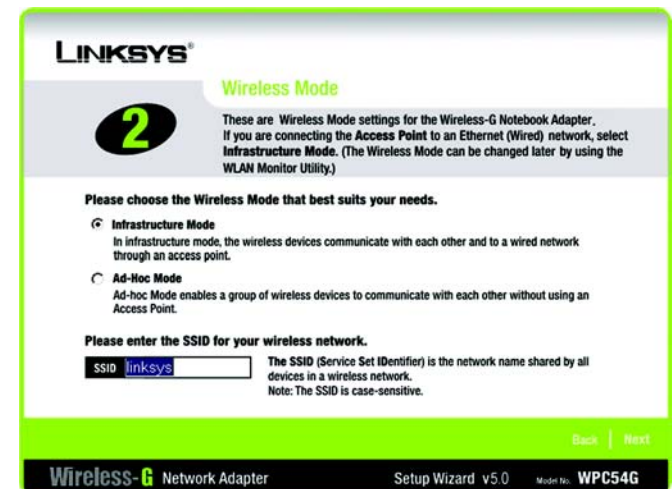 LINKSYS®
Wireless Mode
2
These are Wireless Mode settings for the Wireless-G Notebook Adapter.
If you are connecting the Access Point to an Ethernet (Wired) network, select
Infrastructure Mode. (The Wireless Mode can be changed later by using the
WLAN Monitor Utility.)
Please choose the Wireless Mode that best suits your needs.
Infrastructure Mode
In infrastructure mode, the wireless devices communicate with each other and to a wired network
through an access point.
Ad-Hoc Mode
Ad-hoc Mode enables a group of wireless devices to communicate with each other without using an
Access Point.
Please enter the SSID for your wireless network.
SSID linksys
The SSID (Service Set IDentifier) is the network name shared by all
devices in a wireless network.
Note: The SSID is case-sensitive.
Back | Next
Wireless-G Network Adapter Setup Wizard v5.0 Model No. WPC54G